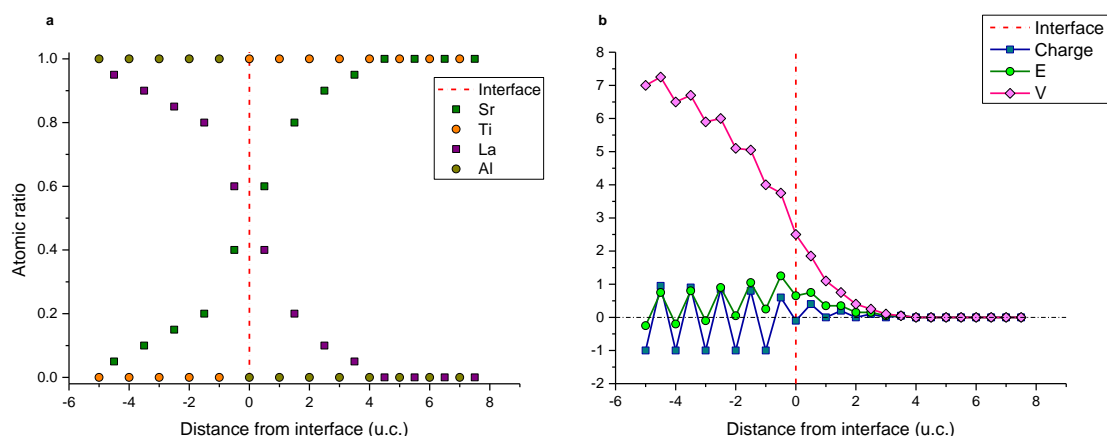 a
1.0
0.8
0.6
0.4
0.2
0.0
Atomic ratio
-6 -4 -2 0 2 4 6 8
Distance from interface (u.c.)
Interface
Sr
Ti
La
Al
b
8
7
6
5
4
3
2
1
0
-1
-2
-6 -4 -2 0 2 4 6 8
Distance from interface (u.c.)
Interface
Charge
E
V